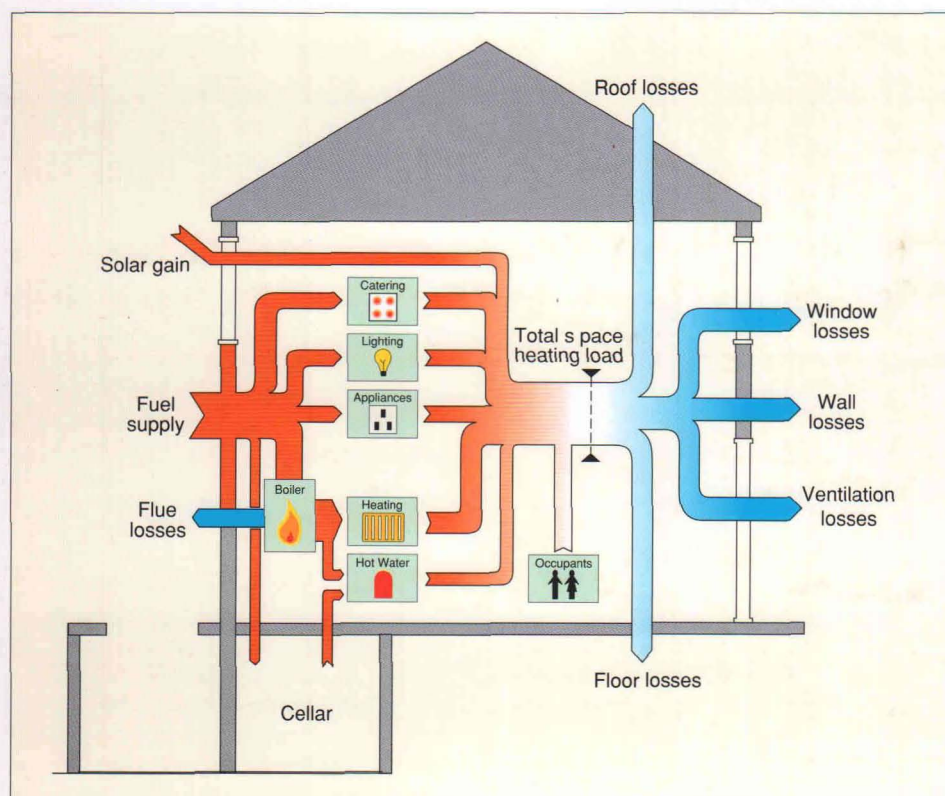 Roof losses
Solar gain
Catering
Lighting
Total s pace
heating load
Window
losses
Appliances
Fuel
supply
Wall
losses
Boiler
Flue
losses
Heating
Ventilation
losses
Hot Water
Occupants
Floor losses
Cellar